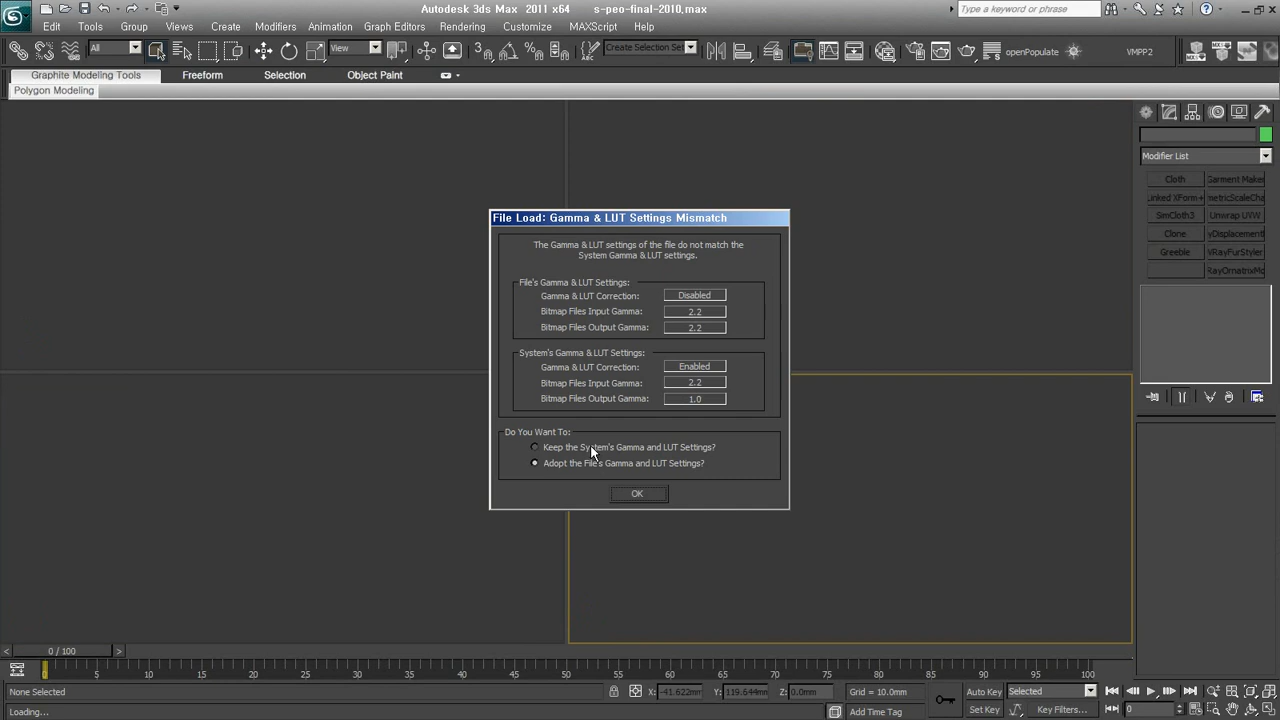 Autodesk 3ds Max 2011 x64 s-peo-final-2010.max
Type a keyword or phrase
Edit Tools Group Views Create Modifiers Animation Graph Editors Rendering Customize MAXScript Help
All View Create Selection Set openPopulate VMPP2
Graphite Modeling Tools Freeform Selection Object Paint
Polygon Modeling
Modifier List
Cloth Garment Maker
Linked XForm+
SimCloth3 Unwrap UVW
Clone
Greeble
File Load: Gamma & LUT Settings Mismatch
The Gamma & LUT settings of the file do not match the
System Gamma & LUT settings.
File's Gamma & LUT Settings:
Gamma & LUT Correction: Disabled
Bitmap Files Input Gamma: 2.2
Bitmap Files Output Gamma: 2.2
System's Gamma & LUT Settings:
Gamma & LUT Correction: Enabled
Bitmap Files Input Gamma: 2.2
Bitmap Files Output Gamma: 1.0
Do You Want To:
Keep the System's Gamma and LUT Settings?
Adopt the File's Gamma and LUT Settings?
OK
< 0 / 100 >
5 10 15 20 25 30 35 40 45 50 55 60 65 70 75 80 85 90 95 100
None Selected X: -41.622mm Y: 119.644mm Z: 0.0mm Grid = 10.0mm Auto Key Selected
Loading... Add Time Tag Set Key Key Filters... 0